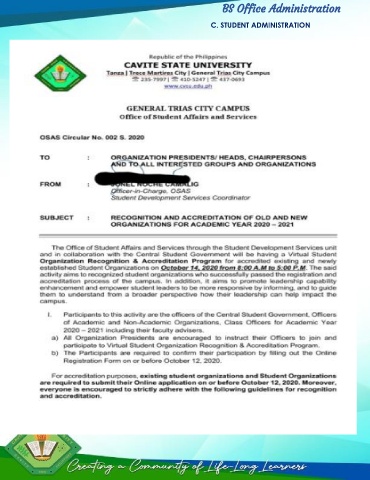 BS Office Administration
C. STUDENT ADMINISTRATION
Republic of the Philippines
CAVITE STATE UNIVERSITY
Tanza | Trece Martires City | General Trias City Campus
☎ 235-7997 | ☎ 410-5247 | ☎ 437-0693
www.cvsu.edu.ph
GENERAL TRIAS CITY CAMPUS
Office of Student Affairs and Services
OSAS Circular No. 002 S. 2020
TO : ORGANIZATION PRESIDENTS/ HEADS, CHAIRPERSONS
AND TO ALL INTERESTED GROUPS AND ORGANIZATIONS
FROM :
Officer-in-Charge, OSAS
Student Development Services Coordinator
SUBJECT : RECOGNITION AND ACCREDITATION OF OLD AND NEW
ORGANIZATIONS FOR ACADEMIC YEAR 2020 – 2021
The Office of Student Affairs and Services through the Student Development Services unit
and in collaboration with the Central Student Government will be having a Virtual Student
Organization Recognition & Accreditation Program for accredited existing and newly
established Student Organizations on October 14, 2020 from 8:00 A.M to 5:00 P.M. The said
activity aims to recognized student organizations who successfully passed the registration and
accreditation process of the campus. In addition, it aims to promote leadership capability
enhancement and empower student leaders to be more responsive by informing, and to guide
them to understand from a broader perspective how their leadership can help impact the
campus.
I. Participants to this activity are the officers of the Central Student Government, Officers
of Academic and Non-Academic Organizations, Class Officers for Academic Year
2020 – 2021 including their faculty advisers.
a) All Organization Presidents are encouraged to instruct their Officers to join and
participate to Virtual Student Organization Recognition & Accreditation Program.
b) The Participants are required to confirm their participation by filling out the Online
Registration Form on or before October 12, 2020.
For accreditation purposes, existing student organizations and Student Organizations
are required to submit their Online application on or before October 12, 2020. Moreover,
everyone is encouraged to strictly adhere with the following guidelines for recognition
and accreditation.
Creating a Community of Life-Long Learners